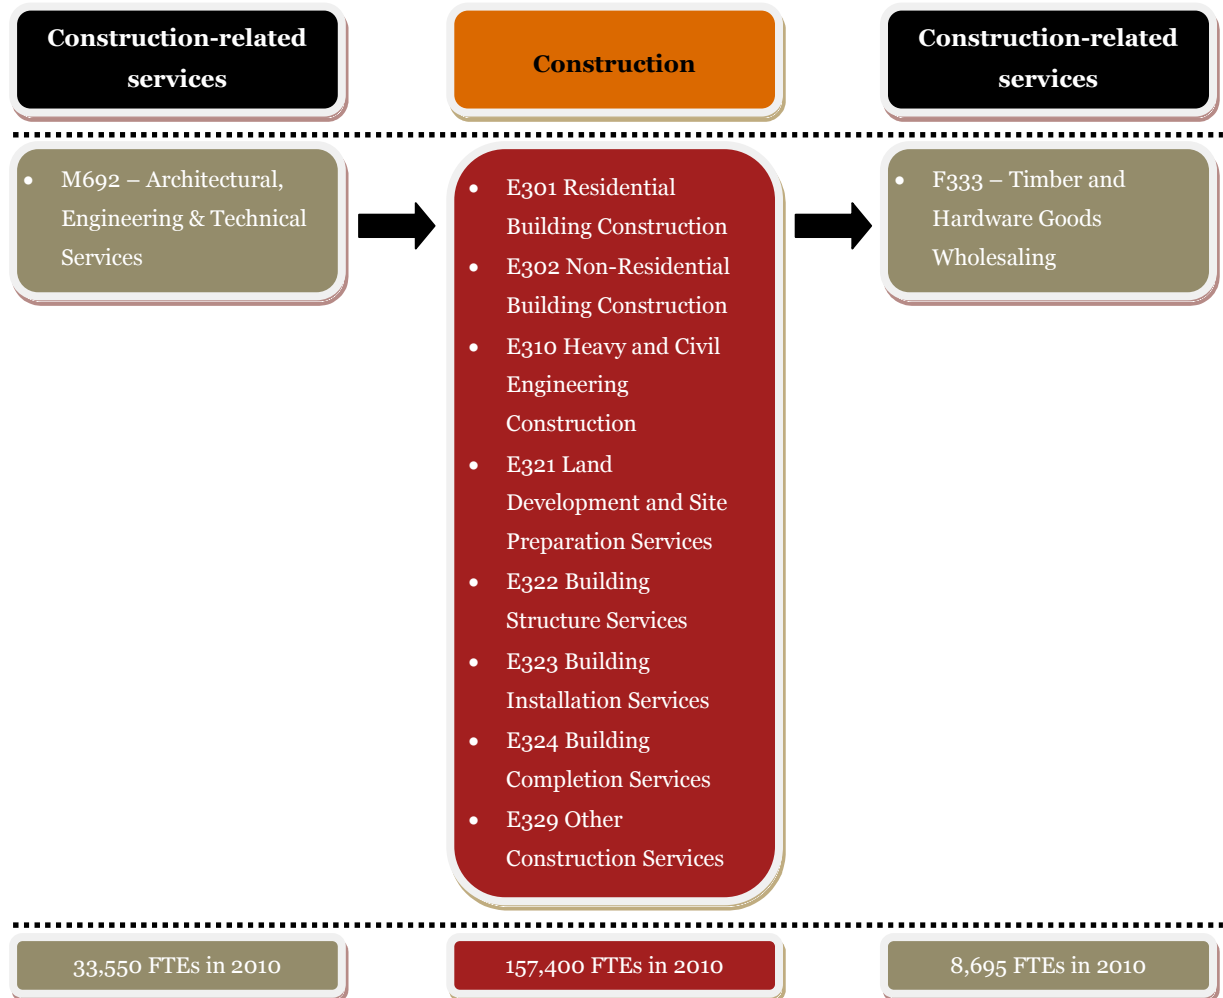 Construction-related
services
Construction
Construction-related
services
• M692 – Architectural,
Engineering & Technical
Services
• E301 Residential
Building Construction
• E302 Non-Residential
Building Construction
• E310 Heavy and Civil
Engineering
Construction
• E321 Land
Development and Site
Preparation Services
• E322 Building
Structure Services
• E323 Building
Installation Services
• E324 Building
Completion Services
• E329 Other
Construction Services
• F333 – Timber and
Hardware Goods
Wholesaling
33,550 FTEs in 2010
157,400 FTEs in 2010
8,695 FTEs in 2010